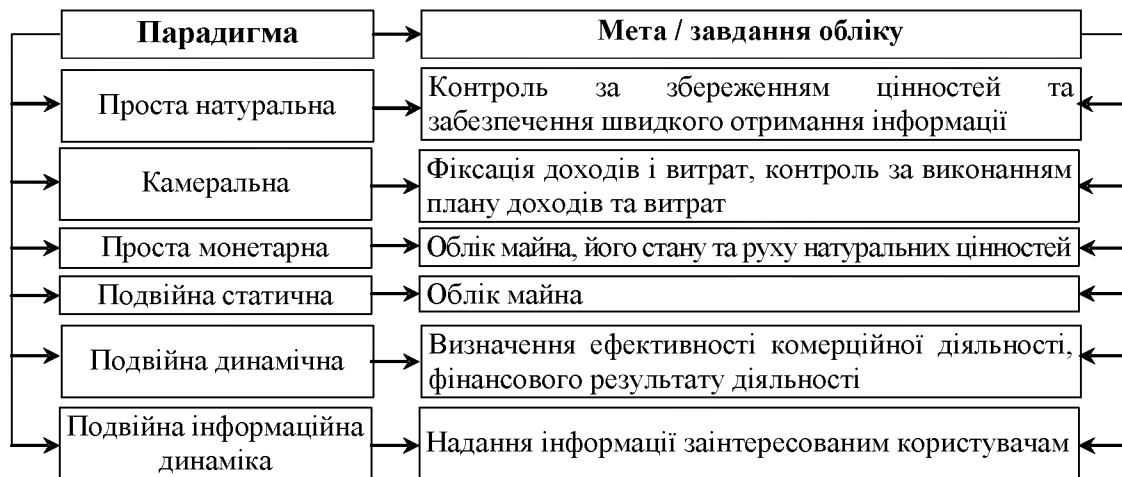 Парадигма
Мета / завдання обліку
Проста натуральна
Контроль за збереженням цінностей та
забезпечення швидкого отримання інформації
Камеральна
Фіксація доходів і витрат, контроль за виконанням
плану доходів та витрат
Проста монетарна
Облік майна, його стану та руху натуральних цінностей
Подвійна статична
Облік майна
Подвійна динамічна
Визначення ефективності комерційної діяльності,
фінансового результату діяльності
Подвійна інформаційна
динаміка
Надання інформації заінтересованим користувачам